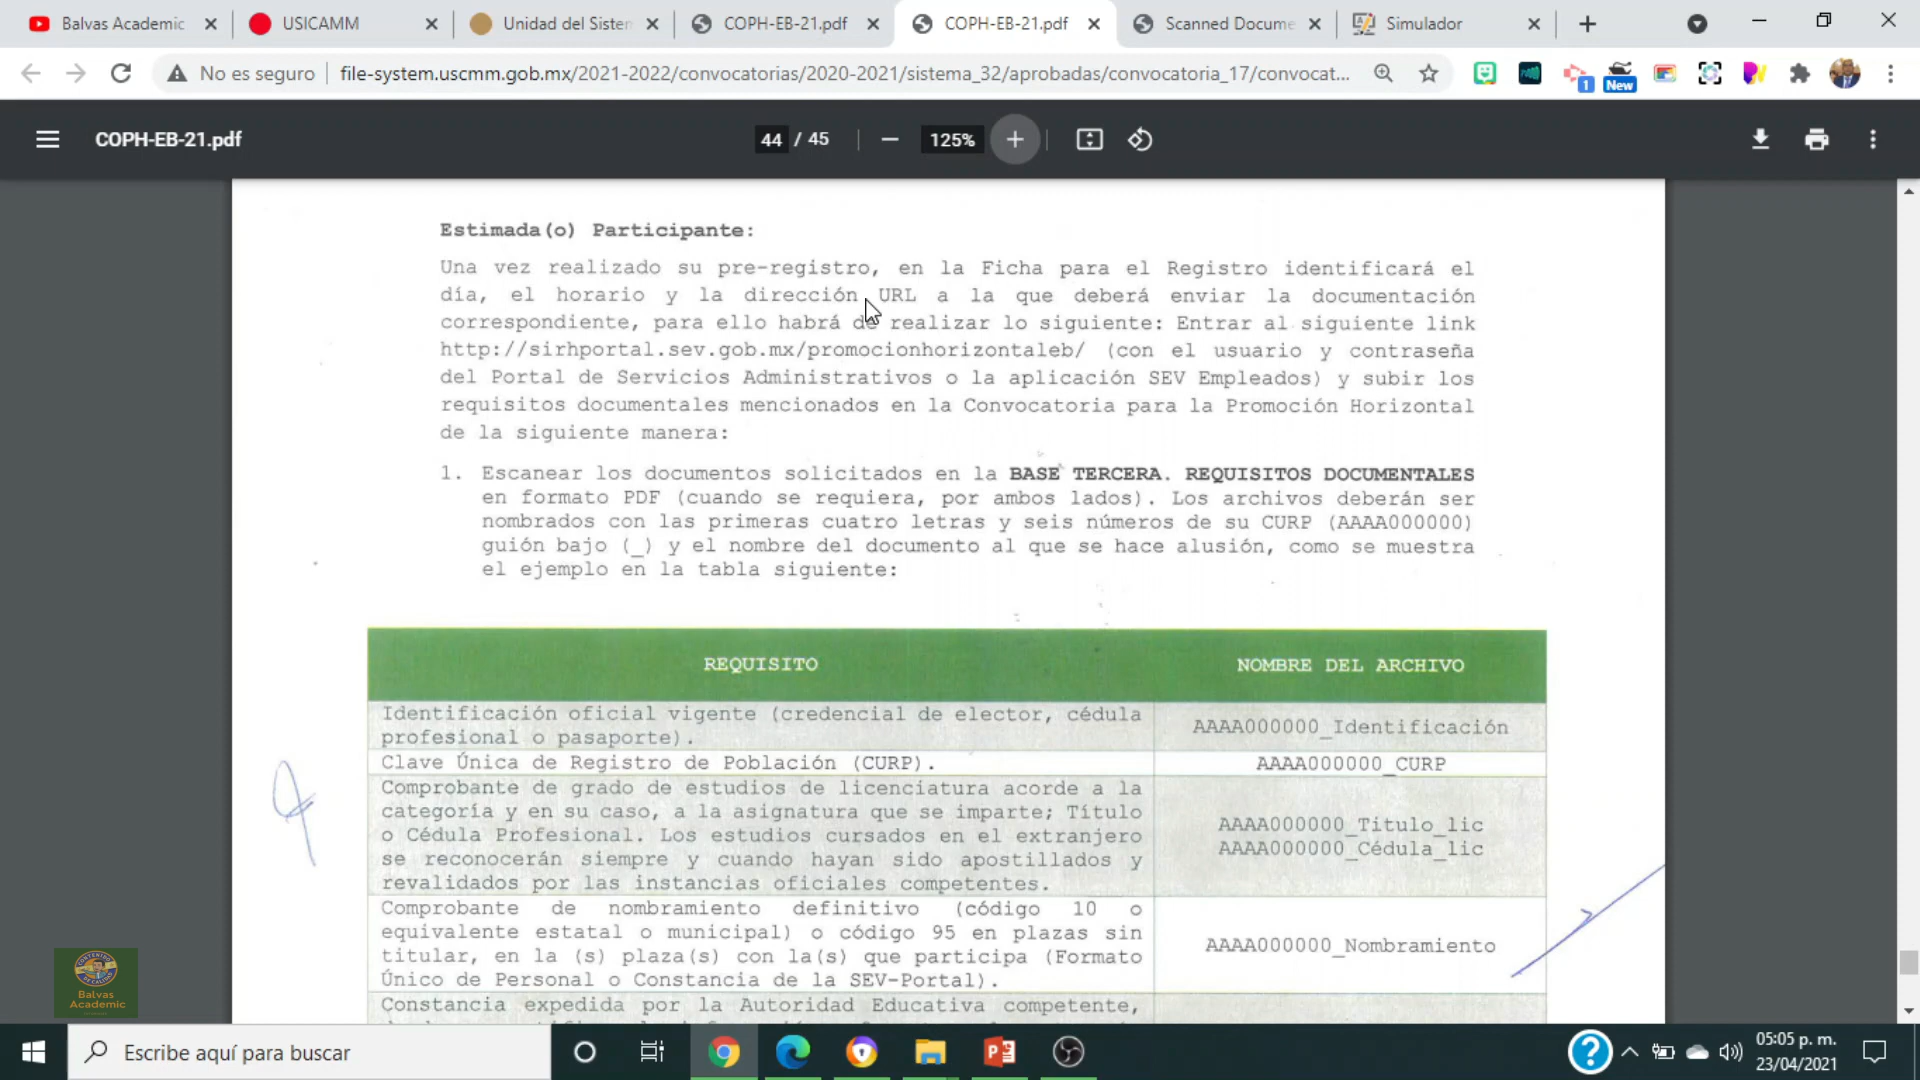 Balvas Academic
USICAMM
Unidad del Sister
COPH-EB-21.pdf
COPH-EB-21.pdf
Scanned Docume
Simulador
No es seguro
file-system.uscmm.gob.mx/2021-2022/convocatorias/2020-2021/sistema_32/aprobadas/convocatoria_17/convocat...
1
New
COPH-EB-21.pdf
44 / 45
125%
Estimada(o) Participante:
Una vez realizado su pre-registro, en la Ficha para el Registro identificará el
día, el horario y la dirección URL a la que deberá enviar la documentación
correspondiente, para ello habrá de realizar lo siguiente: Entrar al siguiente link
http://sirhportal.sev.gob.mx/promocionhorizontaleb/ (con el usuario y contraseña
del Portal de Servicios Administrativos o la aplicación SEV Empleados) y subir los
requisitos documentales mencionados en la Convocatoria para la Promoción Horizontal
de la siguiente manera:
1. Escanear los documentos solicitados en la BASE TERCERA. REQUISITOS DOCUMENTALES
en formato PDF (cuando se requiera, por ambos lados). Los archivos deberán ser
nombrados con las primeras cuatro letras y seis números de su CURP (AAAA000000)
guión bajo (_) y el nombre del documento al que se hace alusión, como se muestra
el ejemplo en la tabla siguiente:
REQUISITO
NOMBRE DEL ARCHIVO
Identificación oficial vigente (credencial de elector, cédula
profesional o pasaporte).
AAAA000000_Identificación
Clave Única de Registro de Población (CURP).
AAAA000000_CURP
Comprobante de grado de estudios de licenciatura acorde a la
categoría y en su caso, a la asignatura que se imparte; Título
o Cédula Profesional. Los estudios cursados en el extranjero
se reconocerán siempre y cuando hayan sido apostillados y
revalidados por las instancias oficiales competentes.
AAAA000000_Titulo_lic
AAAA000000_Cédula_lic
Comprobante de nombramiento definitivo (código 10 o
equivalente estatal o municipal) o código 95 en plazas sin
titular, en la (s) plaza(s) con la(s) que participa (Formato
Único de Personal o Constancia de la SEV-Portal).
AAAA000000_Nombramiento
Constancia expedida por la Autoridad Educativa competente,
Balvas
Academic
Escribe aquí para buscar
05:05 p. m.
23/04/2021